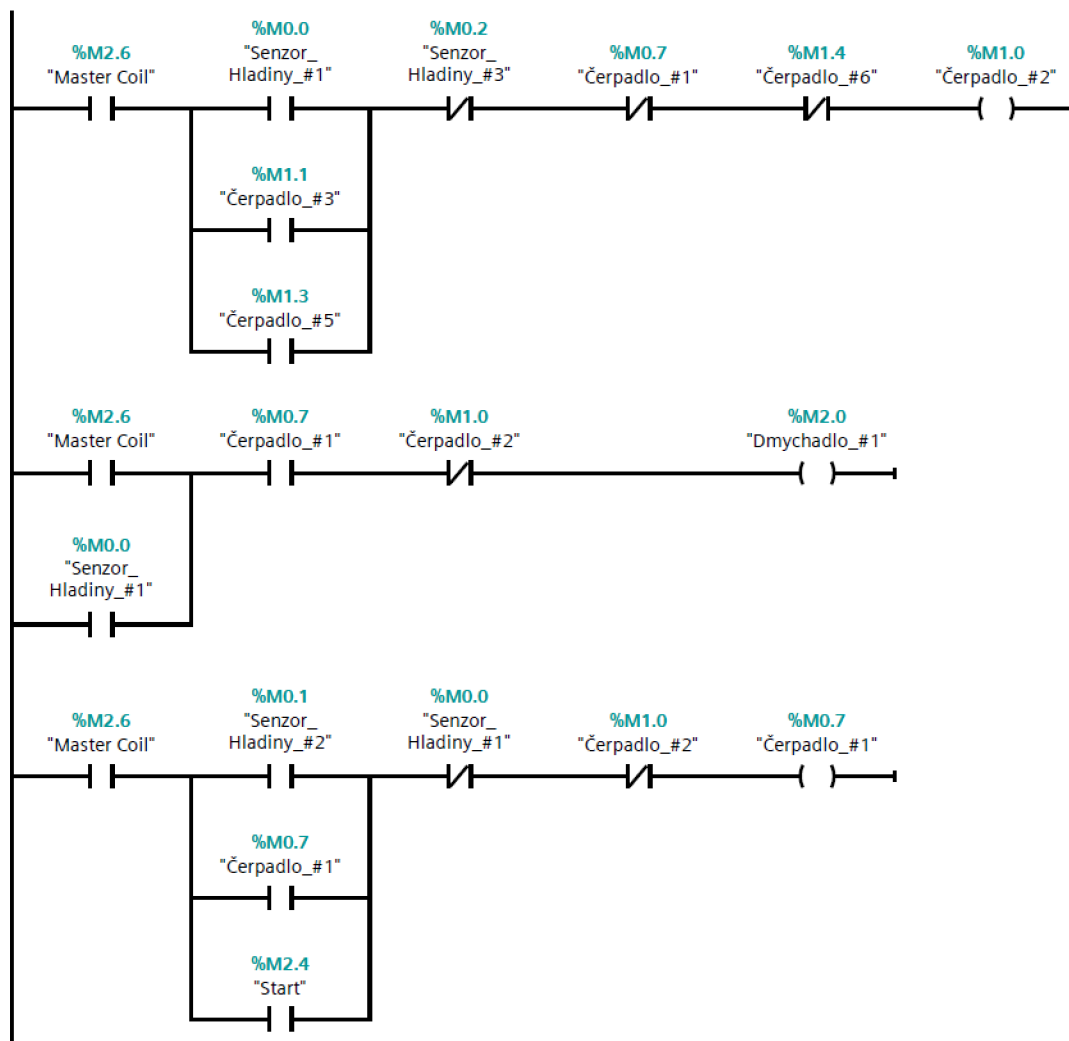 %M2.6
"Master Coil"
%M0.0
"Senzor_
Hladiny_#1"
%M0.2
"Senzor_
Hladiny_#3"
%M0.7
"Čerpadlo_#1"
%M1.4
"Čerpadlo_#6"
%M1.0
"Čerpadlo_#2"
%M1.1
"Čerpadlo_#3"
%M1.3
"Čerpadlo_#5"
%M2.6
"Master Coil"
%M0.7
"Čerpadlo_#1"
%M1.0
"Čerpadlo_#2"
%M2.0
"Dmychadlo_#1"
%M0.0
"Senzor_
Hladiny_#1"
%M2.6
"Master Coil"
%M0.1
"Senzor_
Hladiny_#2"
%M0.0
"Senzor_
Hladiny_#1"
%M1.0
"Čerpadlo_#2"
%M0.7
"Čerpadlo_#1"
%M0.7
"Čerpadlo_#1"
%M2.4
"Start"